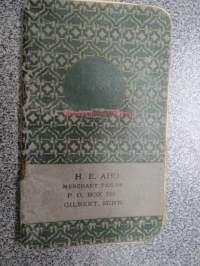 H. E. AHO
MERCHANT TAILOR
P. O. BOX
GILBERT, MINN.